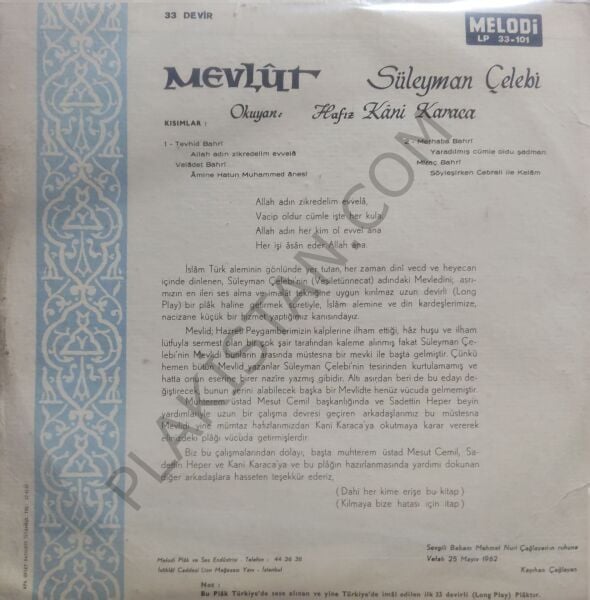 33 DEVİR
MELODİ
LP 33-101
MEVLÛT Süleyman Çelebi
Okuyan: Hafız Kâni Karaca
KISIMLAR :
1 - Tevhid Bahri
Allah adın zikredelim evvelâ
Velâdet Bahrî
Âmine Hatun Muhammed ânesi
2 - Merhaba Bahri
Yaradılmış cümle oldu şadman
Miraç Bahrî
Söyleşirken Cebrail ile Kelâm
Allah adın zikredelim evvelâ,
Vacip oldur cümle işte her kula,
Allah adın her kim ol evvel ana
Her işi âsân eder Allah ana.
İslâm Türk aleminin gönlünde yer tutan, her zaman dinî vecd ve heyecan
içinde dinlenen, Süleyman Çelebi'nin (Vesiletünnecat) adındaki Mevledini; asrı-
mızın en ileri ses alma ve imalât tekniğine uygun kırılmaz uzun devirli (Long
Play) bir plâk haline getirmek suretiyle, İslâm alemine ve din kardeşlerimize,
naçizane küçük bir hizmet yaptığımız kanısındayız.
Mevlid; Hazreti Peygamberimizin kalplerine ilham ettiği, hâz huşu ve ilham
lütfuyla sermest olan bir çok şair tarafından kaleme alınmış fakat Süleyman Çe-
lebi'nin Mevlidi bunların arasında müstesna bir mevki ile başta gelmiştir. Çünkü
hemen bütün Mevlid yazanlar Süleyman Çelebi'nin tesirinden kurtulamamış ve
hatta onun eserine birer nazire yazmış gibidir. Altı asırdan beri de bu edayı de-
ğiştirecek bunun yerini alabilecek başka bir Mevlidte henüz vücuda gelmemiştir.
Muhterem üstad Mesut Cemil başkanlığında ve Sadettin Heper beyin
yardımlariyle uzun bir çalışma devresi geçiren arkadaşlarımız bu müstesna
Mevlidi yine mümtaz hafızlarımızdan Kani Karaca'ya okutmaya karar vererek
elinizdeki plâğı vücuda getirmişlerdir.
Biz bu çalışmalarından dolayı, başta muhterem üstad Mesut Cemil, Sa-
dettin Heper ve Kani Karaca'ya ve bu plâğın hazırlanmasında yardımı dokunan
diğer arkadaşlara hasseten teşekkür ederiz,
(Dahi her kime erişe bu kitap)
(Kılmaya bize hatası için itap)
Melodi Plâk ve Ses Endüstrisi - Telefon : 44 36 36
İstiklâl Caddesi Lion Mağazası Yanı - İstanbul
Sevgili Babam Mehmet Nuri Çağlayan'ın ruhuna
Vefatı 25 Mayıs 1962
Kayıhan Çağlayan
Not :
Bu Plâk Türkiye'de sese alınan ve yine Türkiye'de imâl edilen ilk 33 devirli (Long Play) Plâktır.
PLAKISTAN.COM